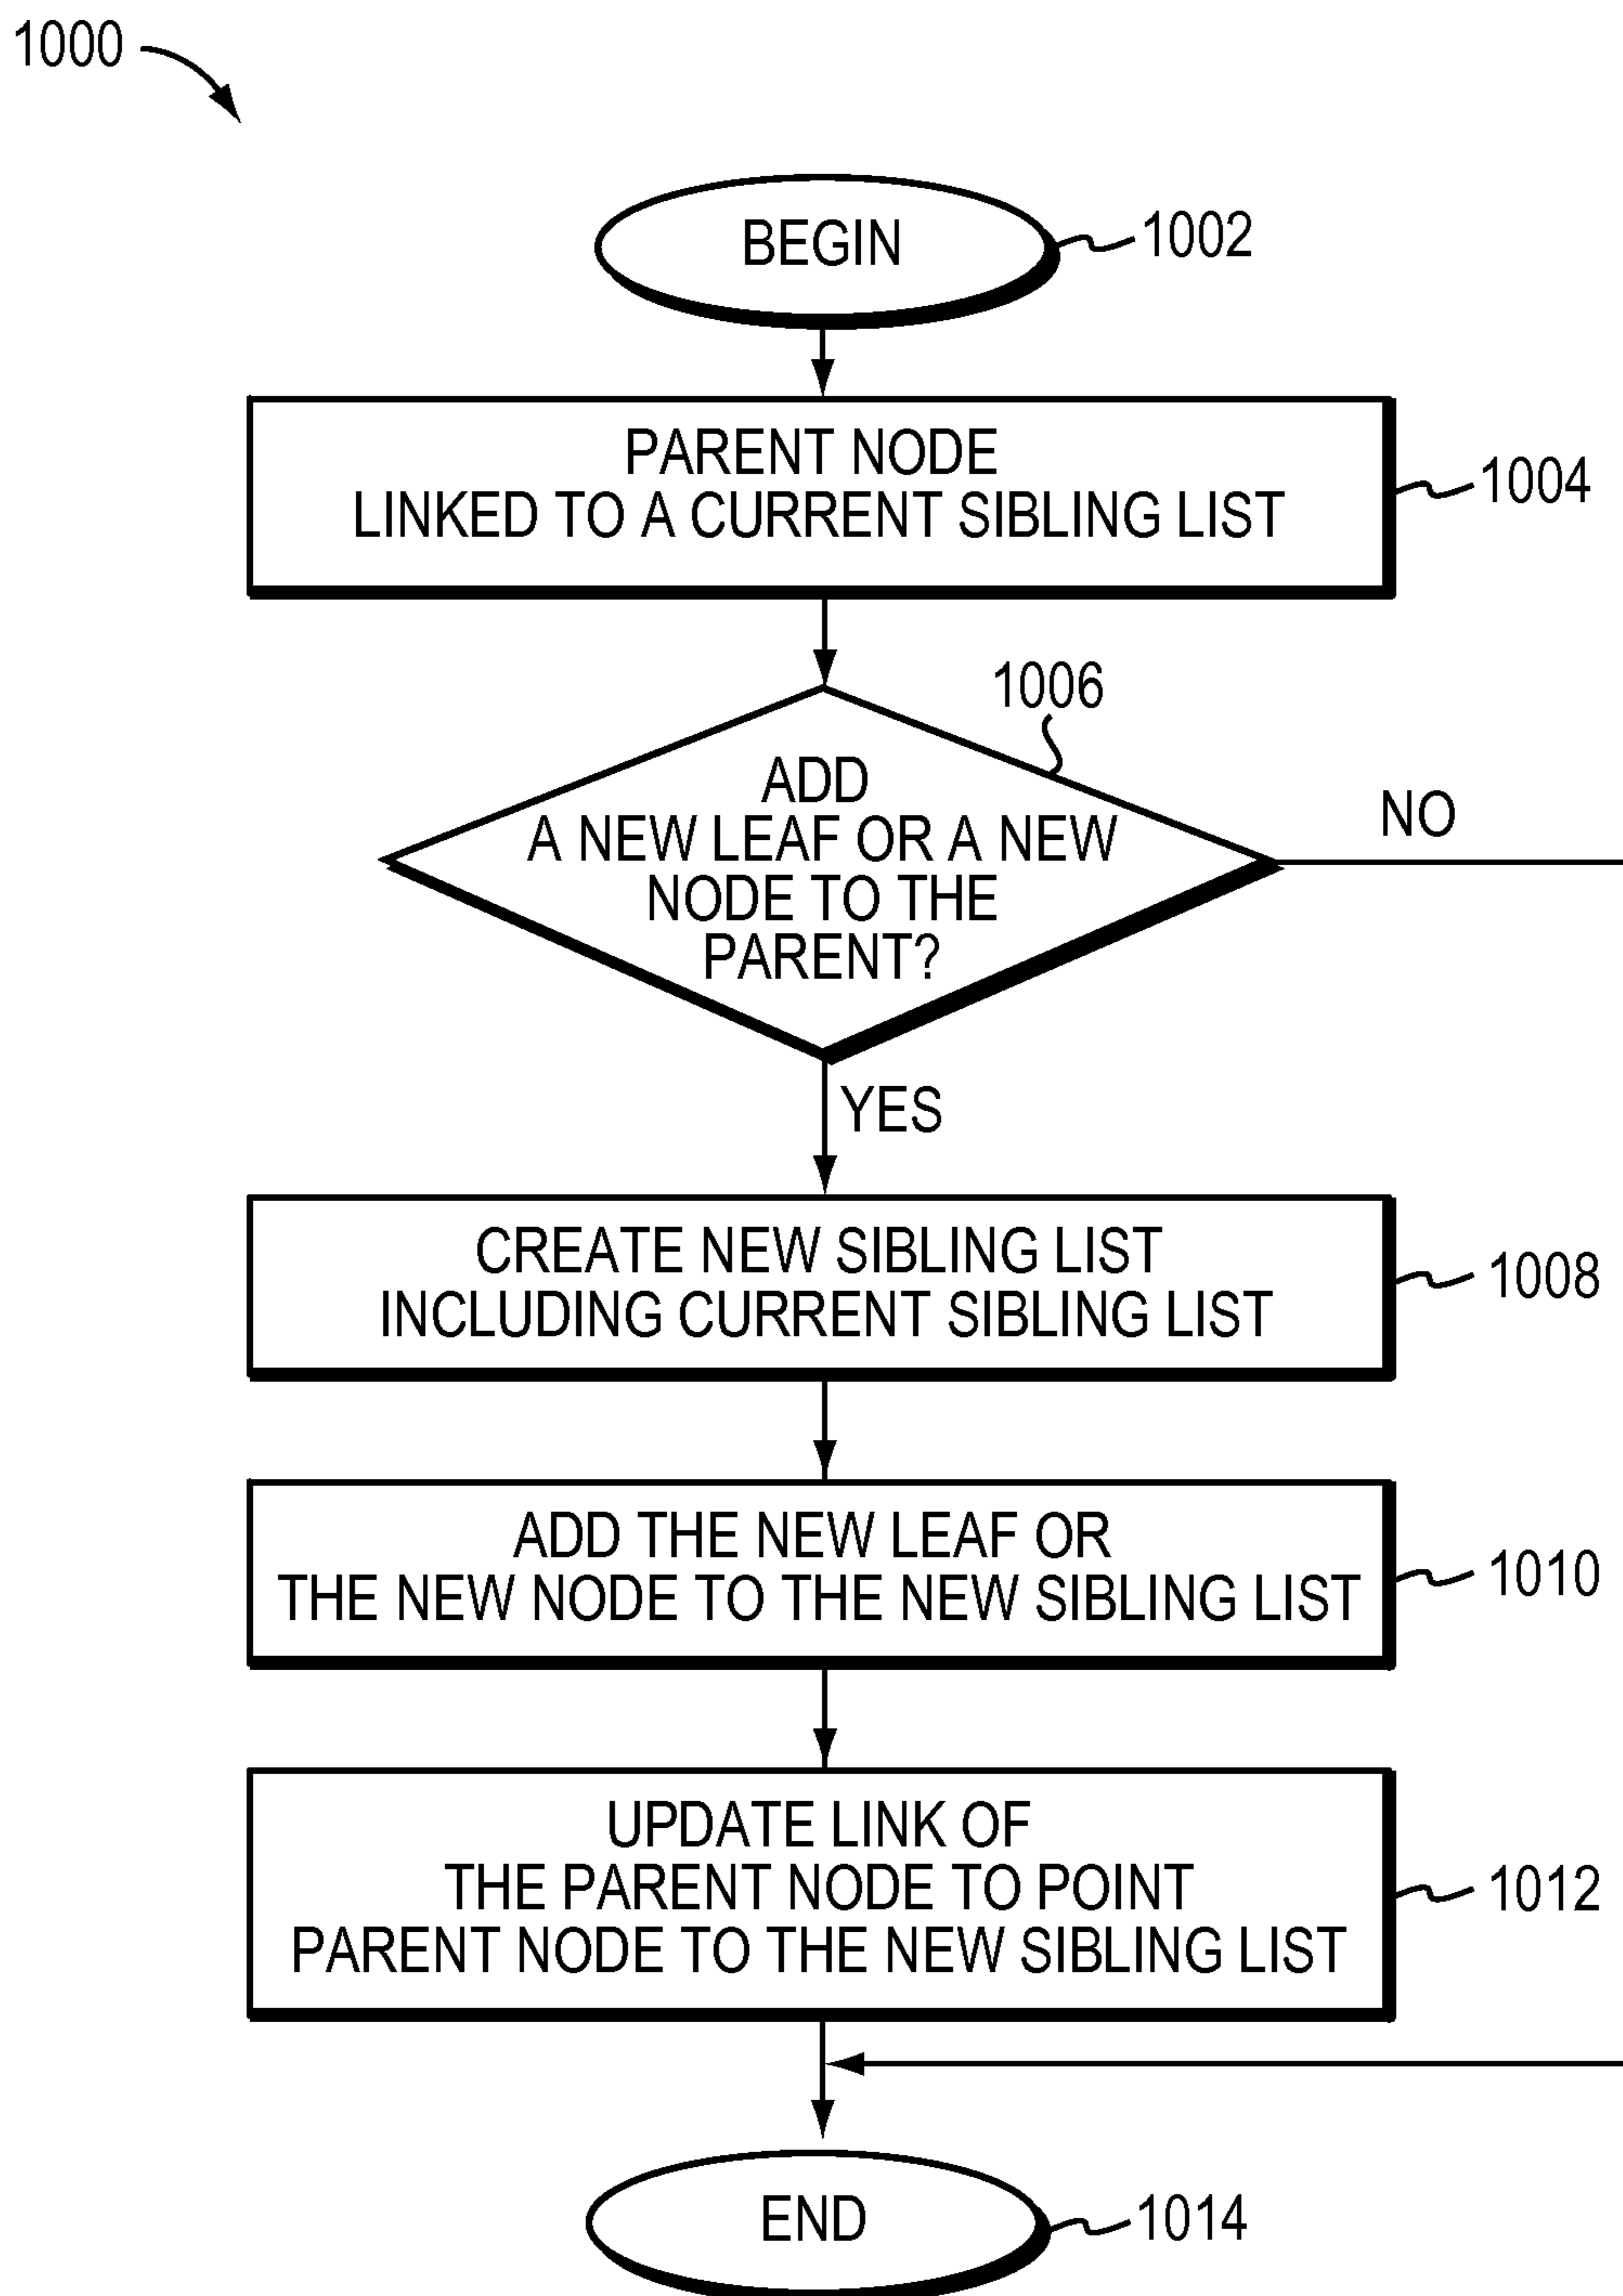 1000
BEGIN
1002
PARENT NODE
LINKED TO A CURRENT SIBLING LIST
1004
1006
ADD
A NEW LEAF OR A NEW
NODE TO THE
PARENT?
NO
YES
CREATE NEW SIBLING LIST
INCLUDING CURRENT SIBLING LIST
1008
ADD THE NEW LEAF OR
THE NEW NODE TO THE NEW SIBLING LIST
1010
UPDATE LINK OF
THE PARENT NODE TO POINT
PARENT NODE TO THE NEW SIBLING LIST
1012
END
1014